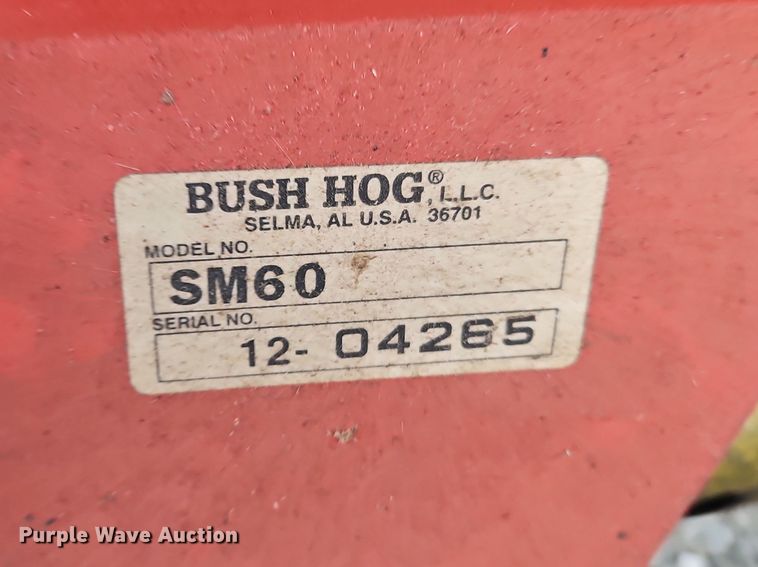 BUSH HOG®, L.L.C.
SELMA, AL U.S.A. 36701
MODEL NO.
SM60
SERIAL NO.
12- 04265
Purple Wave Auction